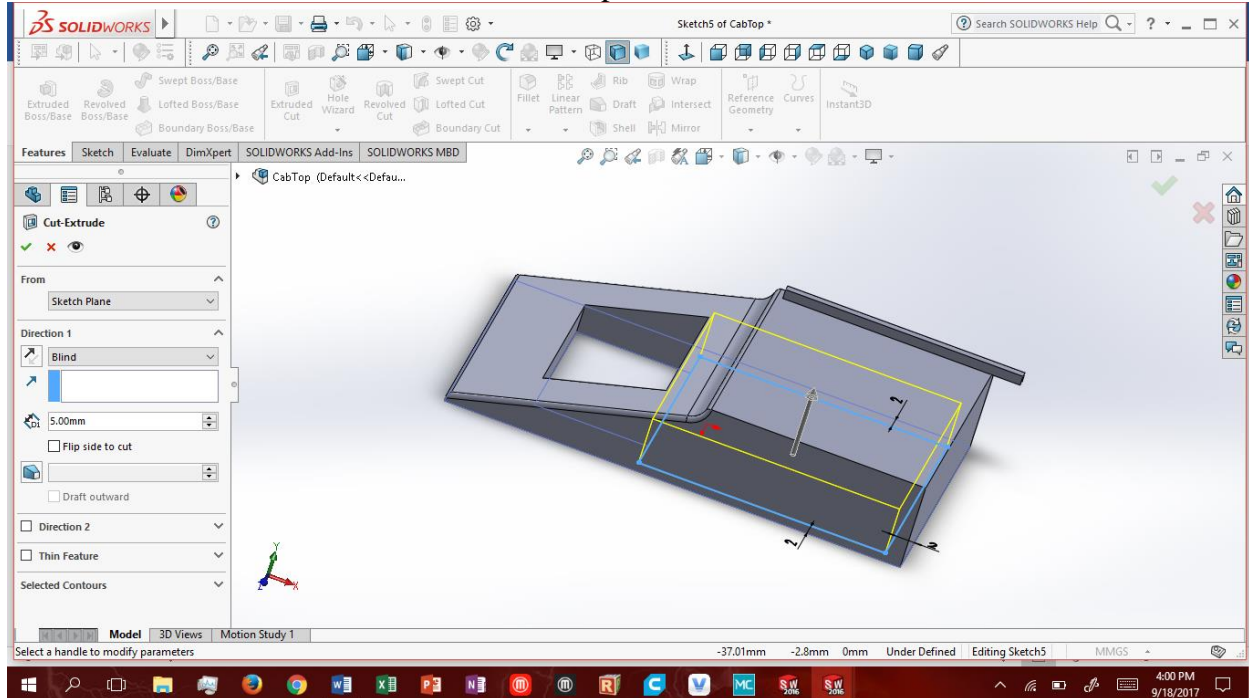 SOLIDWORKS
Sketch5 of CabTop *
Search SOLIDWORKS Help
?
Extruded Boss/Base
Revolved Boss/Base
Swept Boss/Base
Lofted Boss/Base
Boundary Boss/Base
Extruded Cut
Hole Wizard
Revolved Cut
Swept Cut
Lofted Cut
Boundary Cut
Fillet
Linear Pattern
Rib
Draft
Shell
Wrap
Intersect
Mirror
Reference Geometry
Curves
Instant3D
Features Sketch Evaluate DimXpert SOLIDWORKS Add-Ins SOLIDWORKS MBD
CabTop (Default<<Defau...
Cut-Extrude
From
Sketch Plane
Direction 1
Blind
D1
5.00mm
Flip side to cut
Draft outward
Direction 2
Thin Feature
Selected Contours
2
2
2
Y
X
Z
Model 3D Views Motion Study 1
Select a handle to modify parameters
-37.01mm -2.8mm 0mm Under Defined Editing Sketch5 MMGS
4:00 PM
9/18/2017